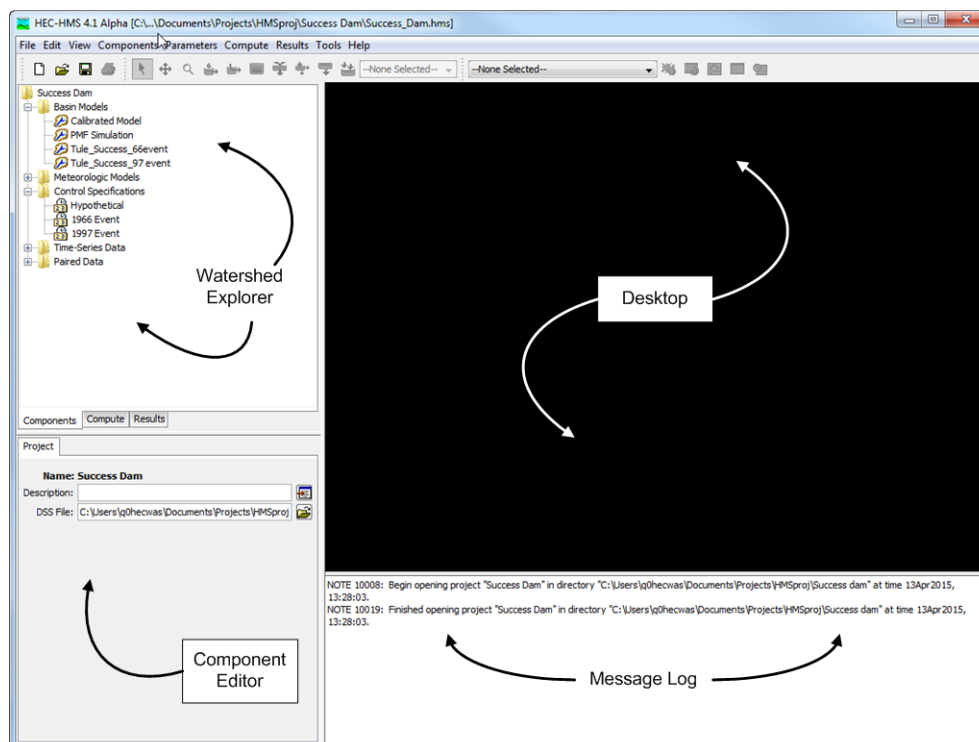 HEC-HMS 4.1 Alpha [C:\...\Documents\Projects\HMSproj\Success Dam\Success_Dam.hms]
File Edit View Components Parameters Compute Results Tools Help
--None Selected-- --None Selected--
Success Dam
Basin Models
Calibrated Model
PMF Simulation
Tule_Success_66event
Tule_Success_97 event
Meteorologic Models
Control Specifications
Hypothetical
1966 Event
1997 Event
Time-Series Data
Paired Data
Watershed
Explorer
Desktop
Components Compute Results
Project
Name: Success Dam
Description:
DSS File: C:\Users\q0hecwas\Documents\Projects\HMSproj
Component
Editor
NOTE 10008: Begin opening project "Success Dam" in directory "C:\Users\q0hecwas\Documents\Projects\HMSproj\Success dam" at time 13Apr2015,
13:28:03.
NOTE 10019: Finished opening project "Success Dam" in directory "C:\Users\q0hecwas\Documents\Projects\HMSproj\Success dam" at time 13Apr2015,
13:28:03.
Message Log